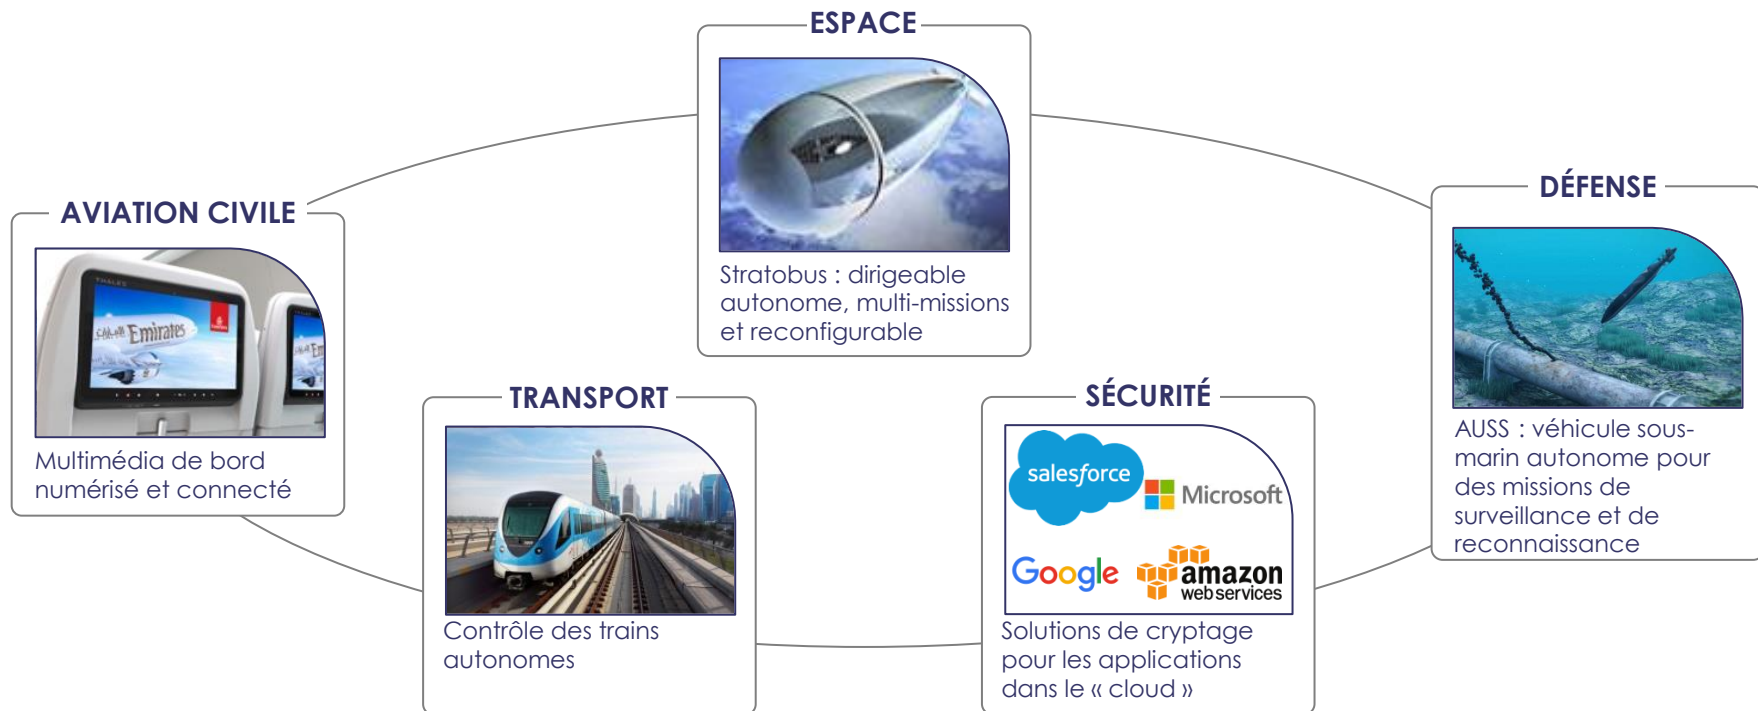 ESPACE
Stratobus : dirigeable
autonome, multi-missions
et reconfigurable
AVIATION CIVILE
THALES
Emirates
Multimédia de bord
numérisé et connecté
DÉFENSE
AUSS : véhicule sous-
marin autonome pour
des missions de
surveillance et de
reconnaissance
TRANSPORT
Contrôle des trains
autonomes
SÉCURITÉ
salesforce
Microsoft
Google
amazon
webservices
Solutions de cryptage
pour les applications
dans le « cloud »